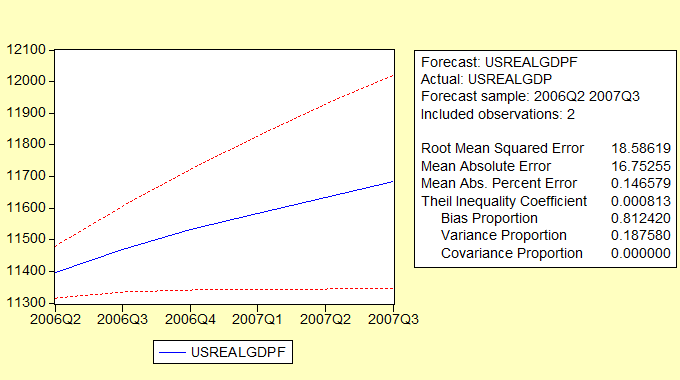 12100
12000
11900
11800
11700
11600
11500
11400
11300
2006Q2 2006Q3 2006Q4 2007Q1 2007Q2 2007Q3
USREALGDPF
Forecast: USREALGDPF
Actual: USREALGDP
Forecast sample: 2006Q2 2007Q3
Included observations: 2
Root Mean Squared Error 18.58619
Mean Absolute Error 16.75255
Mean Abs. Percent Error 0.146579
Theil Inequality Coefficient 0.000813
Bias Proportion 0.812420
Variance Proportion 0.187580
Covariance Proportion 0.000000